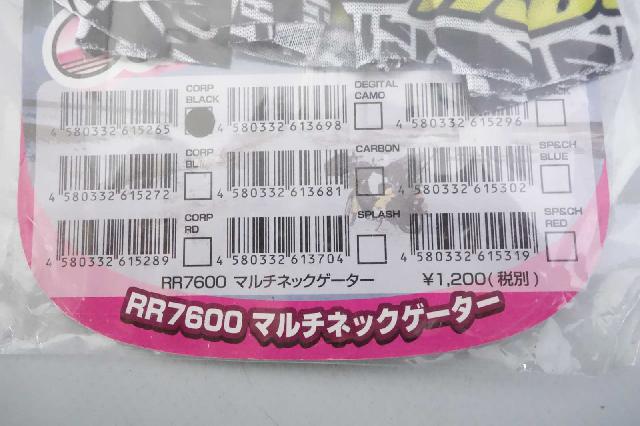 CORP BLACK
4 580332 615265
DEGITAL CAMO
4 580332 613698
4 580332 615296
CORP
4 580332 615272
CARBON
4 580332 613681
SP&CH BLUE
4 580332 615302
CORP RD
4 580332 615289
SPLASH
4 580332 613704
SP&CH RED
4 580332 615319
RR7600 マルチネックゲーター ¥1,200(税別)
RR7600 マルチネックゲーター